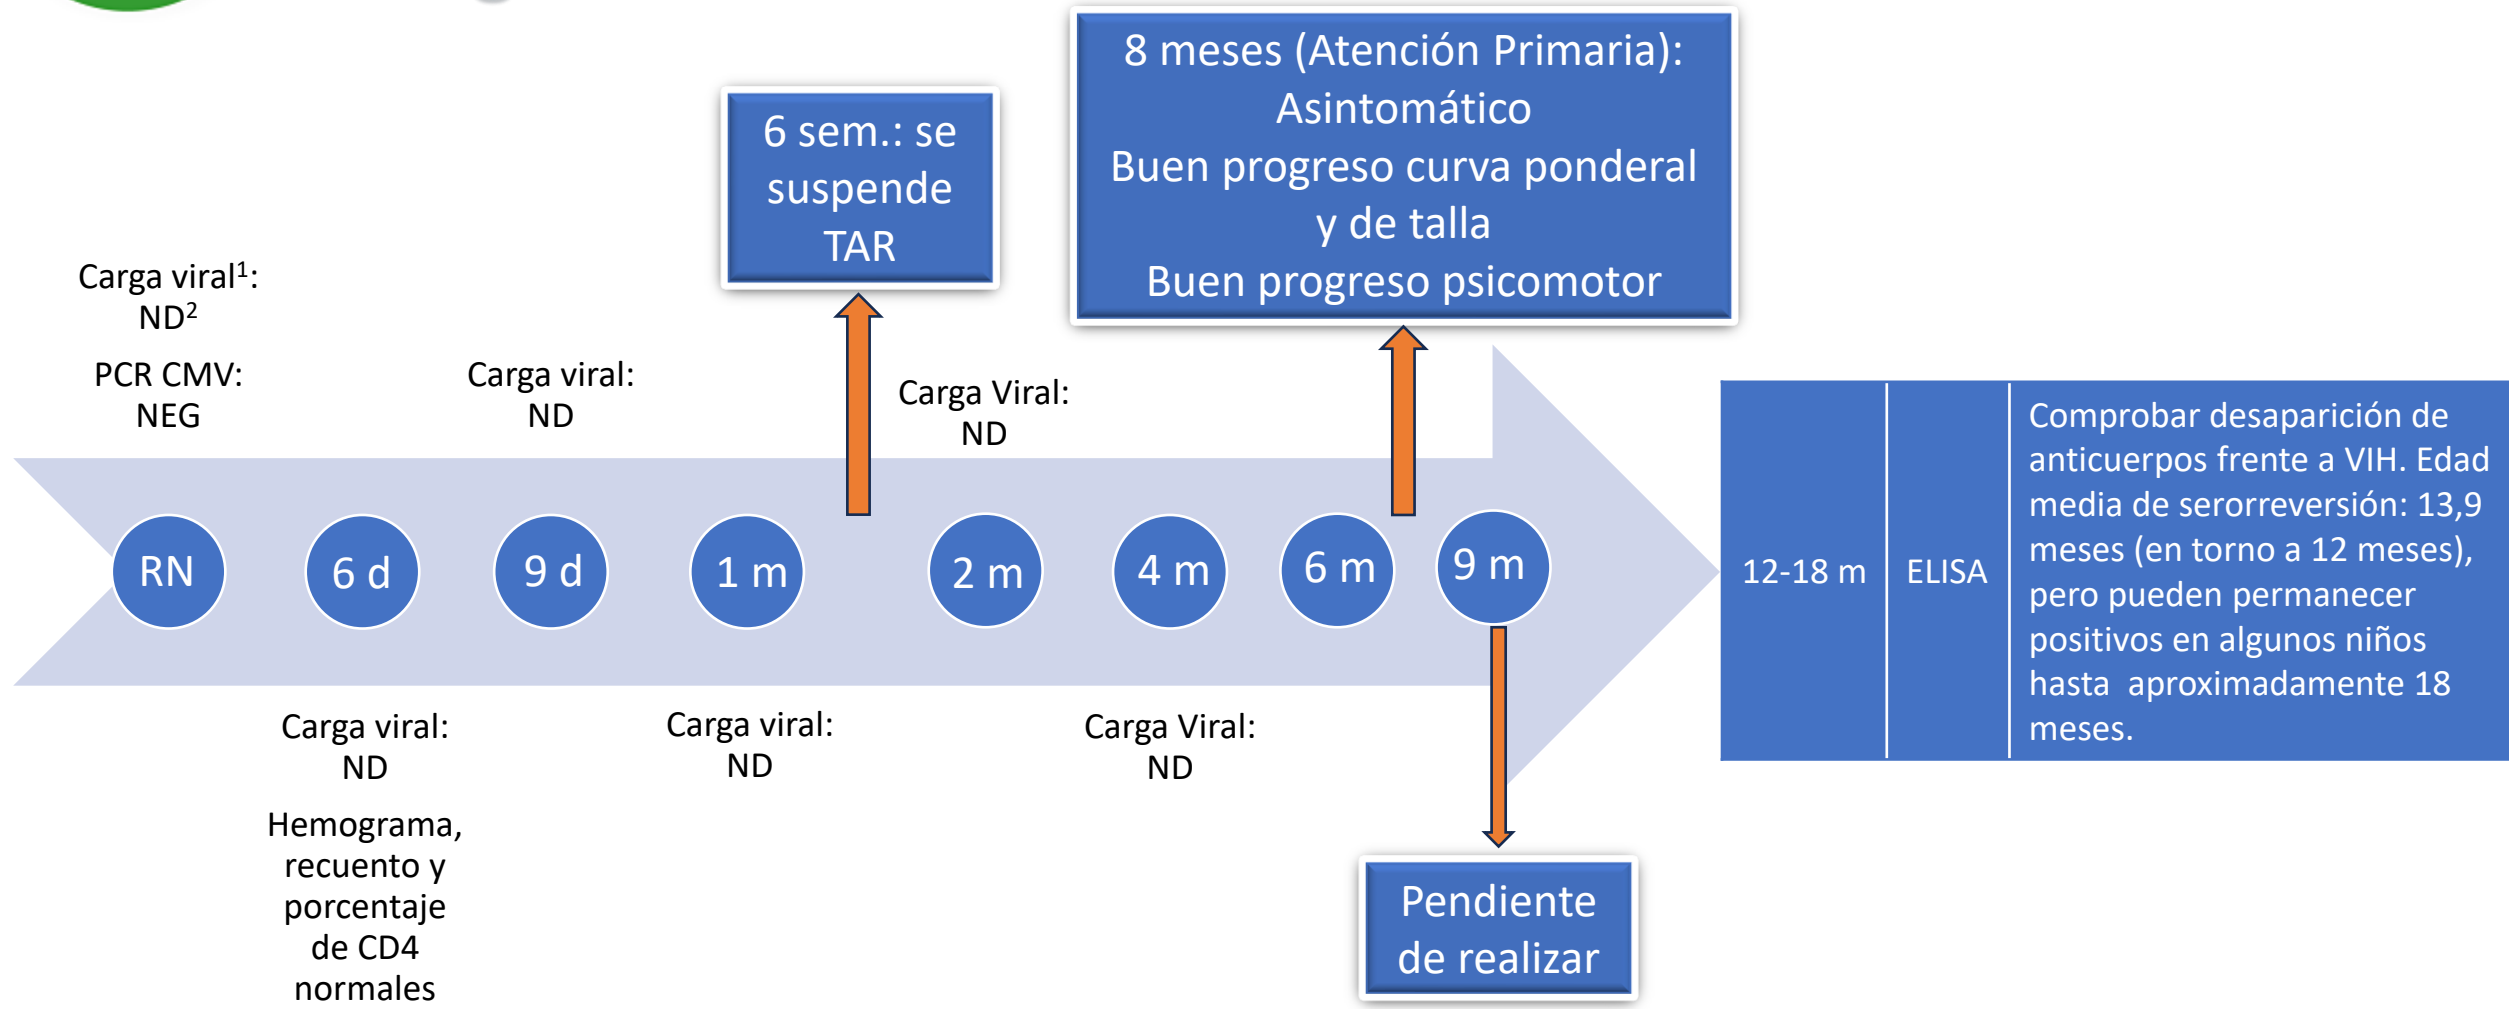 8 meses (Atención Primaria):
Asintomático
Buen progreso curva ponderal
y de talla
Buen progreso psicomotor
6 sem.: se
suspende
TAR
Carga viral¹:
ND²
PCR CMV:
NEG
Carga viral:
ND
Carga Viral:
ND
RN
6 d
9 d
1 m
2 m
4 m
6 m
9 m
Carga viral:
ND
Hemograma,
recuento y
porcentaje
de CD4
normales
Carga viral:
ND
Carga Viral:
ND
Pendiente
de realizar
12-18 m
ELISA
Comprobar desaparición de
anticuerpos frente a VIH. Edad
media de serorreversión: 13,9
meses (en torno a 12 meses),
pero pueden permanecer
positivos en algunos niños
hasta  aproximadamente 18
meses.